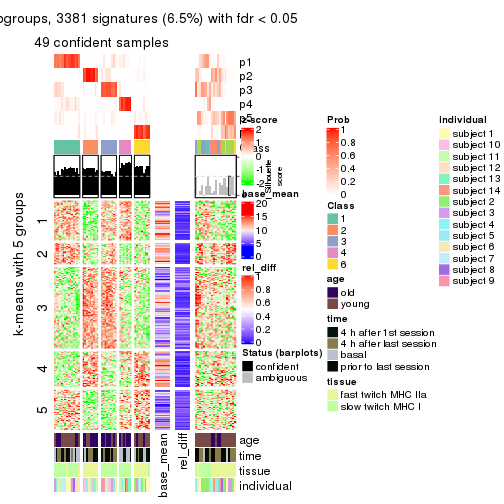 ogroups, 3381 signatures (6.5%) with fdr < 0.05
49 confident samples
p1
p2
p3
p4
p5
Class
Silhouette
score
k-means with 5 groups
1
2
3
4
5
age
time
tissue
individual
base_mean
rel_diff
z-score
2
1
0
-1
-2
base_mean
20
15
10
5
0
rel_diff
1
0.8
0.6
0.4
0.2
0
Status (barplots)
confident
ambiguous
Prob
1
0.8
0.6
0.4
0.2
0
Class
1
2
3
4
6
age
old
young
time
4 h after 1st session
4 h after last session
basal
prior to last session
tissue
fast twitch MHC IIa
slow twitch MHC I
individual
subject 1
subject 10
subject 11
subject 12
subject 13
subject 14
subject 2
subject 3
subject 4
subject 5
subject 6
subject 7
subject 8
subject 9